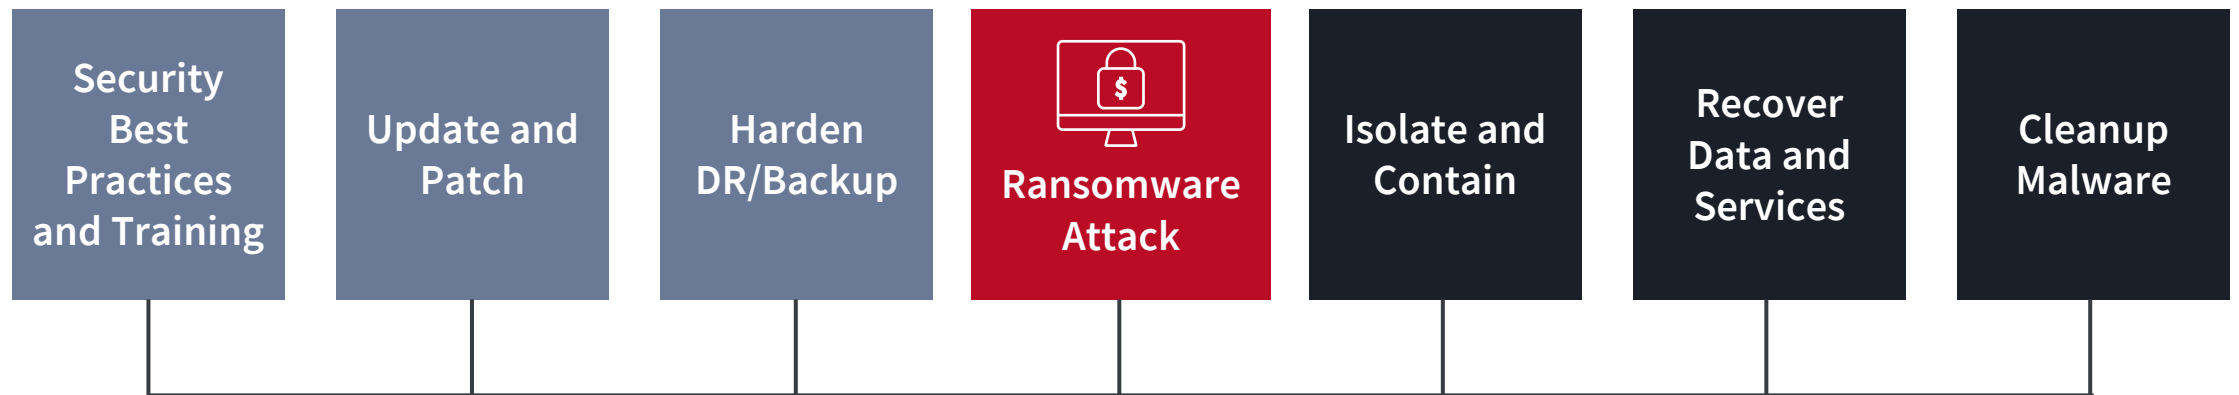 Security
Best
Practices
and Training
Update and
Patch
Harden
DR/Backup
$
Ransomware
Attack
Isolate and
Contain
Recover
Data and
Services
Cleanup
Malware